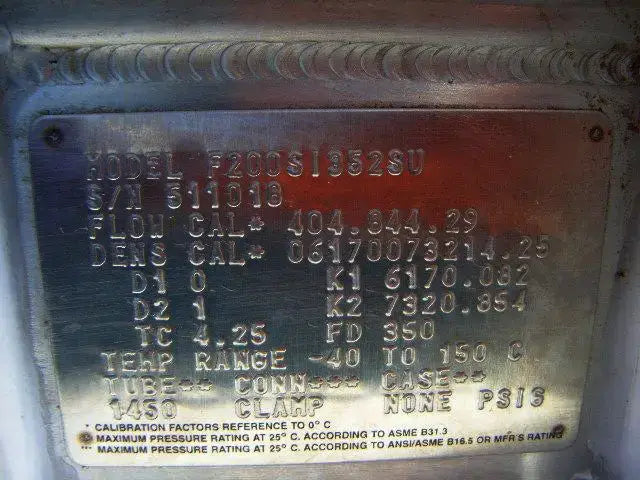 MODEL F200S1352SU
S/N 511018
FLOW CAL* 404.844.29
DENS CAL* 06170073214.25
D1 0 K1 6170.082
D2 1 K2 7320.854
TC 4.25 FD 350
TEMP RANGE -40 TO 150 C
TUBE** CONN*** CASE**
1450 CLAMP NONE PSIG
* CALIBRATION FACTORS REFERENCE TO 0° C
** MAXIMUM PRESSURE RATING AT 25° C. ACCORDING TO ASME B31.3
*** MAXIMUM PRESSURE RATING AT 25° C. ACCORDING TO ANSI/ASME B16.5 OR MFR'S RATING